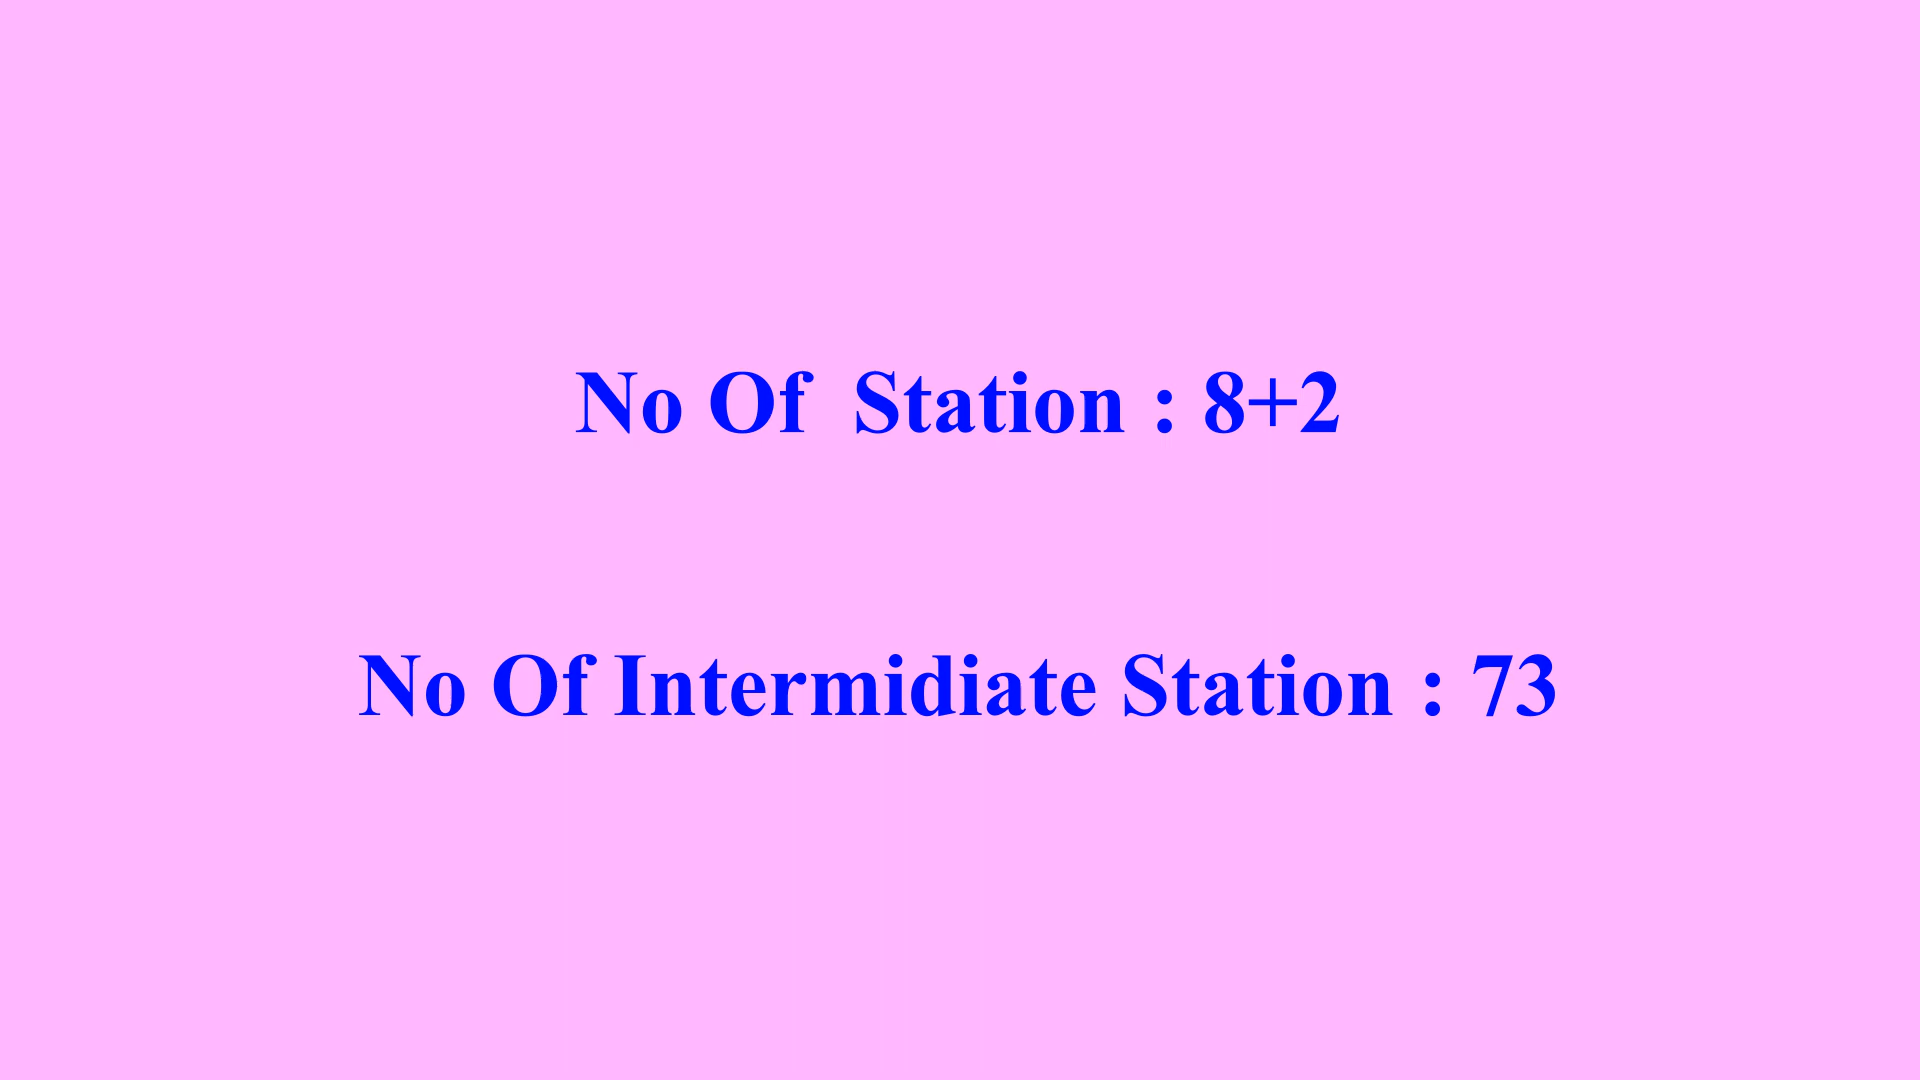 No Of  Station : 8+2
No Of Intermidiate Station : 73